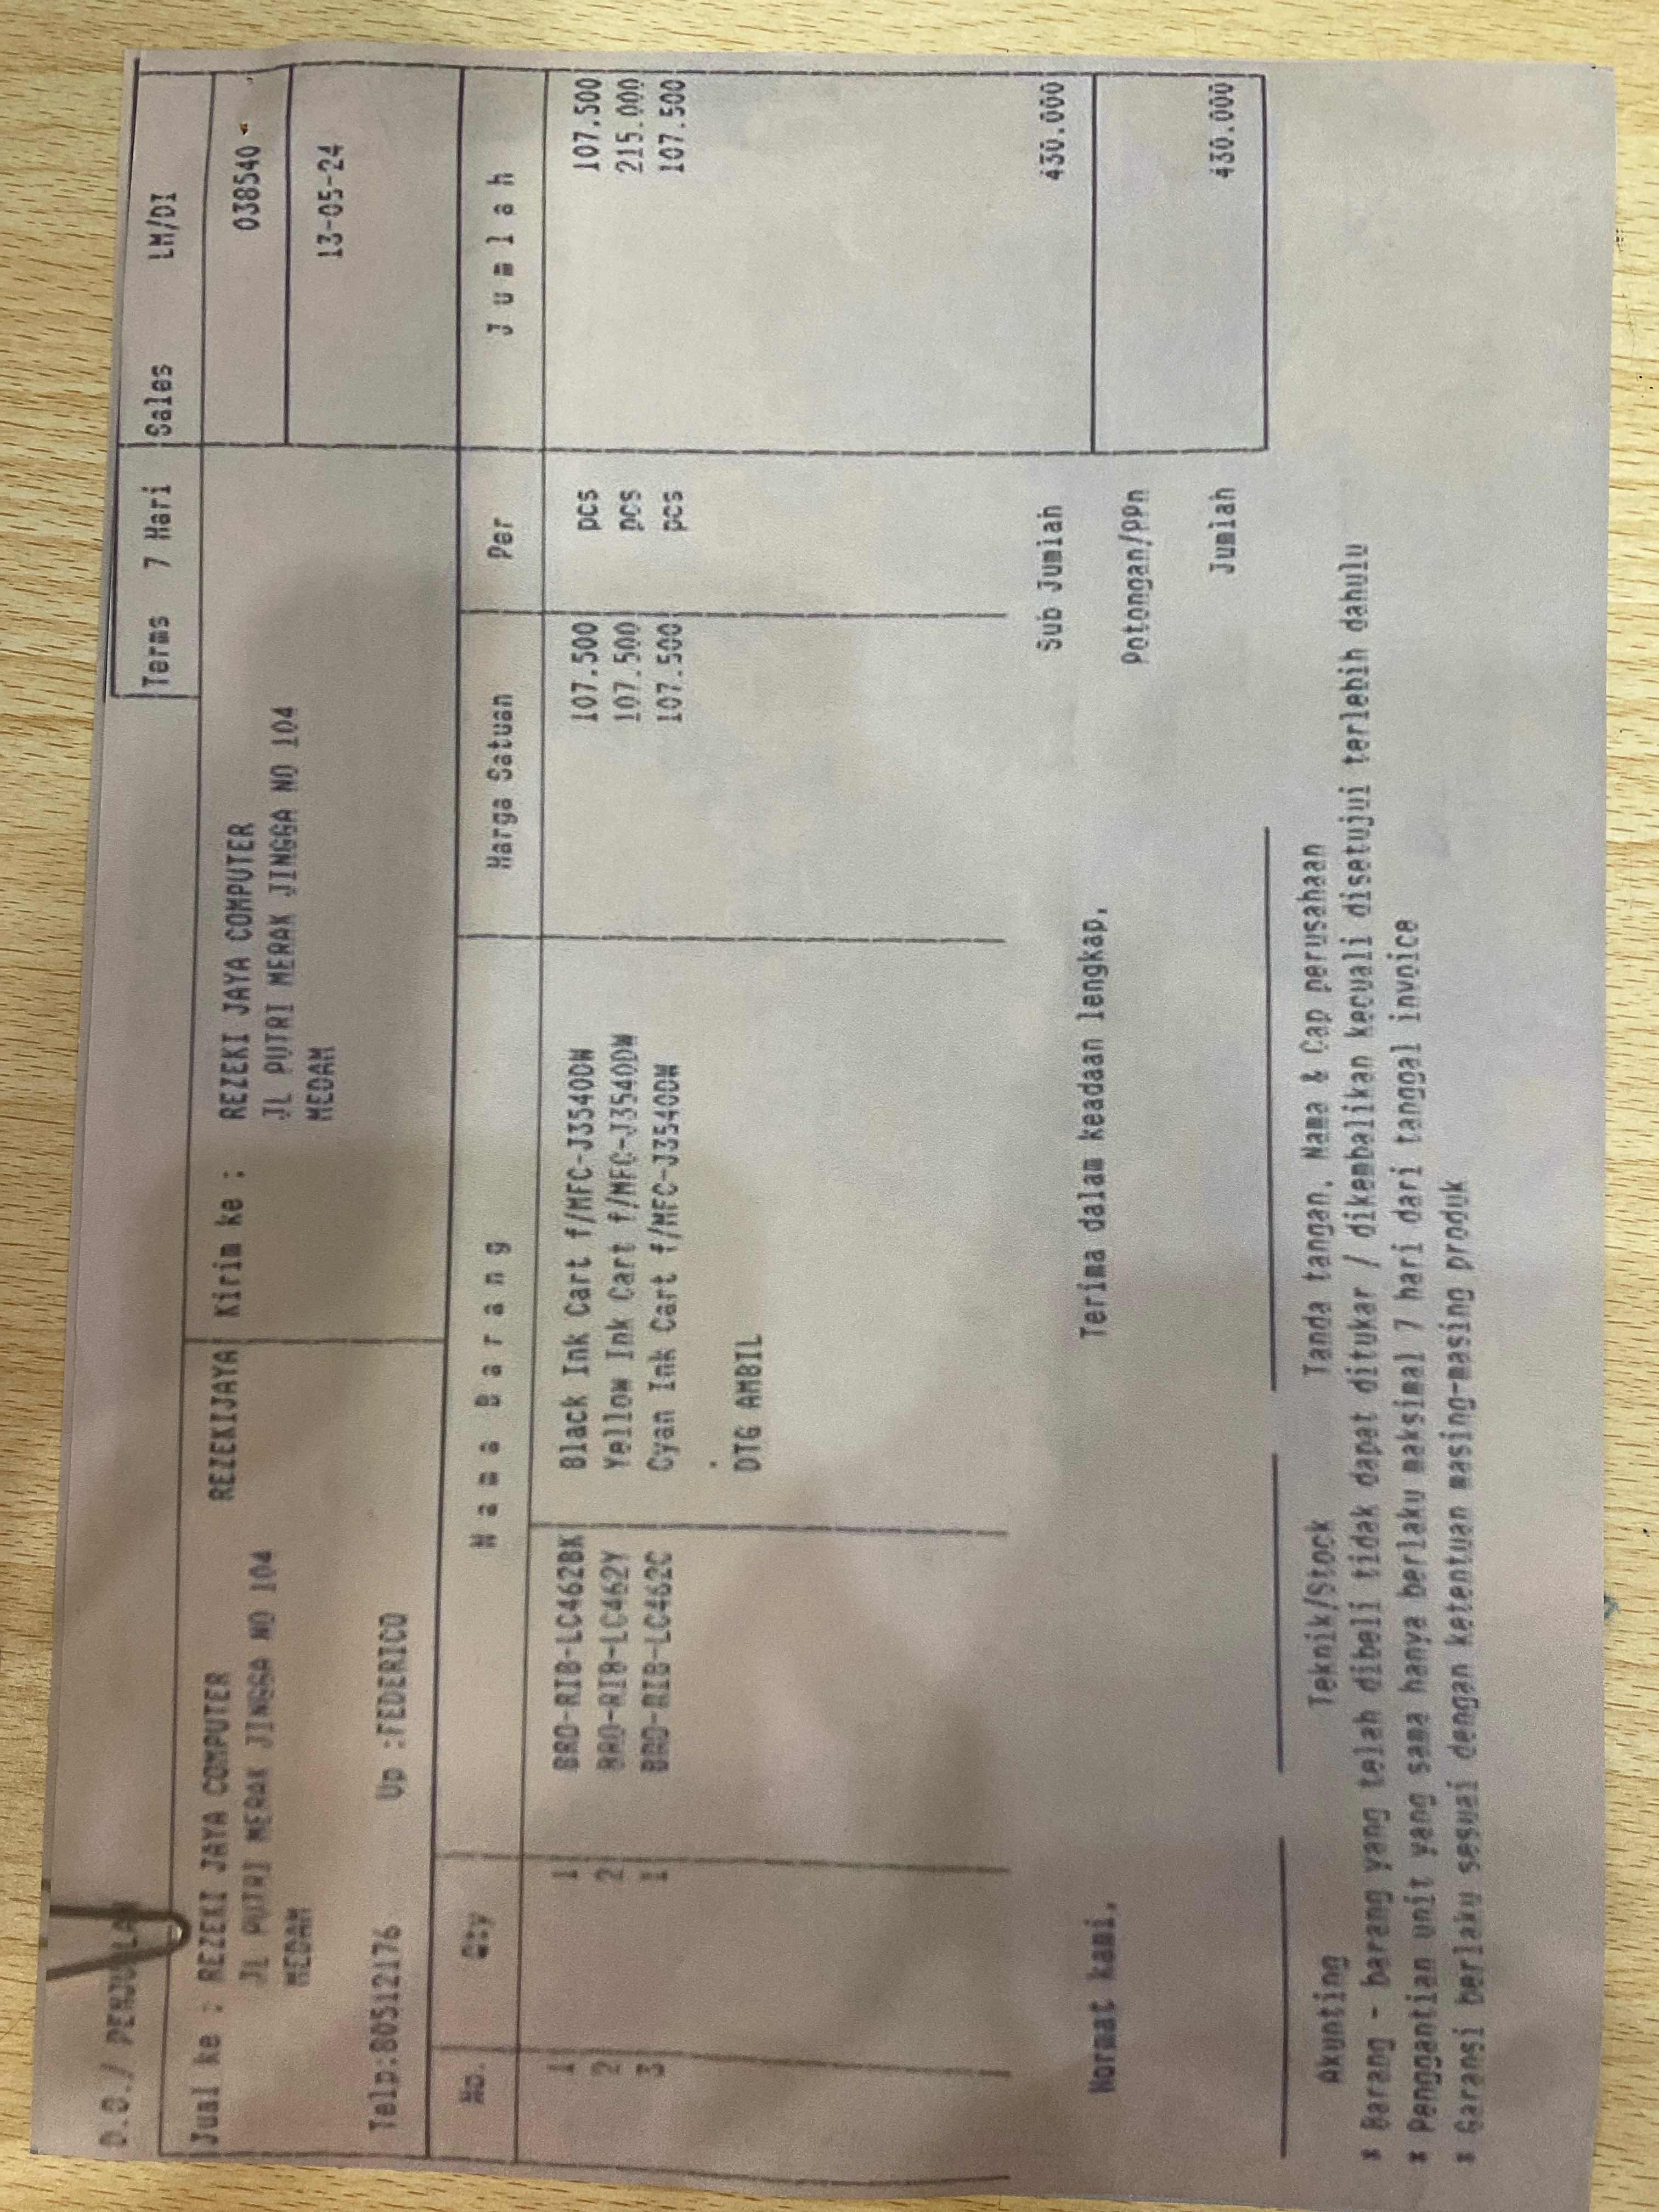 D.O./ PENJUALAN
Terms 7 Hari Sales LM/DI
Jual ke : REZEKI JAYA COMPUTER REZEKIJAYA Kirim ke : REZEKI JAYA COMPUTER 038540
JL PUTRI MERAK JINGGA NO 104 JL PUTRI MERAK JINGGA NO 104
MEDAN MEDAN 13-05-24
Telp:80512176 Up :FEDERICO
No. Qty Nama Barang Harga Satuan Per Jumlah
1 1 BRO-RIB-LC462BK Black Ink Cart f/MFC-J3540DW 107.500 pcs 107.500
2 2 BRO-RIB-LC462Y Yellow Ink Cart f/MFC-J3540DW 107.500 pcs 215.000
3 1 BRO-RIB-LC462C Cyan Ink Cart f/MFC-J3540DW 107.500 pcs 107.500
.
DTG AMBIL
Sub Jumlah 430.000
Hormat kami, Terima dalam keadaan lengkap,
Potongan/PPn
Jumlah 430.000
Akunting Teknik/Stock Tanda tangan, Nama & Cap perusahaan
* Barang - barang yang telah dibeli tidak dapat ditukar / dikembalikan kecuali disetujui terlebih dahulu
* Penggantian unit yang sama hanya berlaku maksimal 7 hari dari tanggal invoice
* Garansi berlaku sesuai dengan ketentuan masing-masing produk